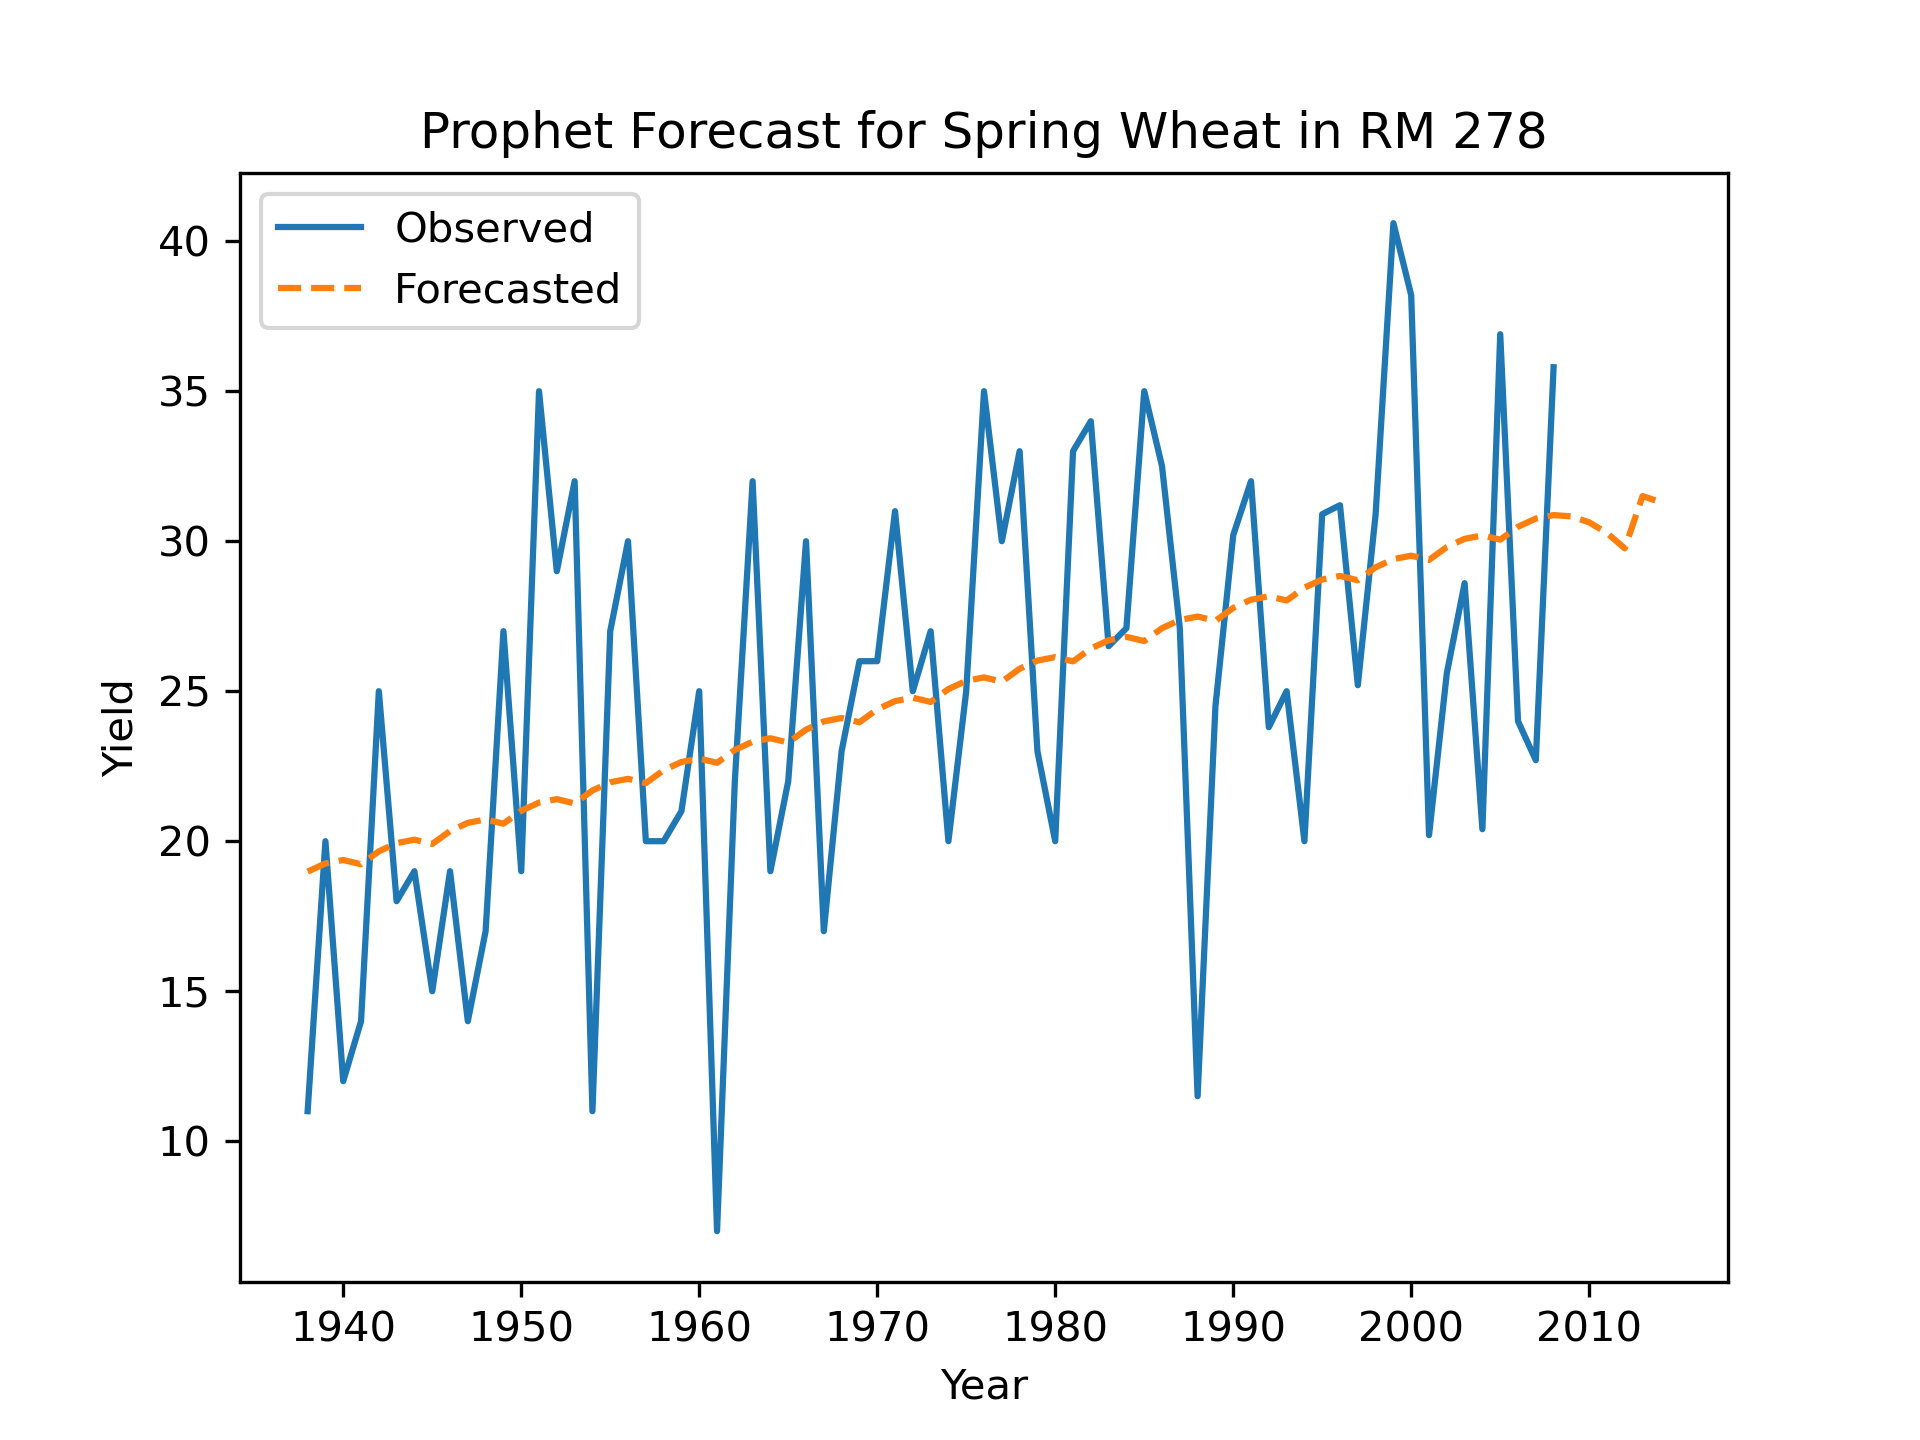 Prophet Forecast for Spring Wheat in RM 278
Observed
Forecasted
40
35
30
25
20
15
10
Yield
1940 1950 1960 1970 1980 1990 2000 2010
Year